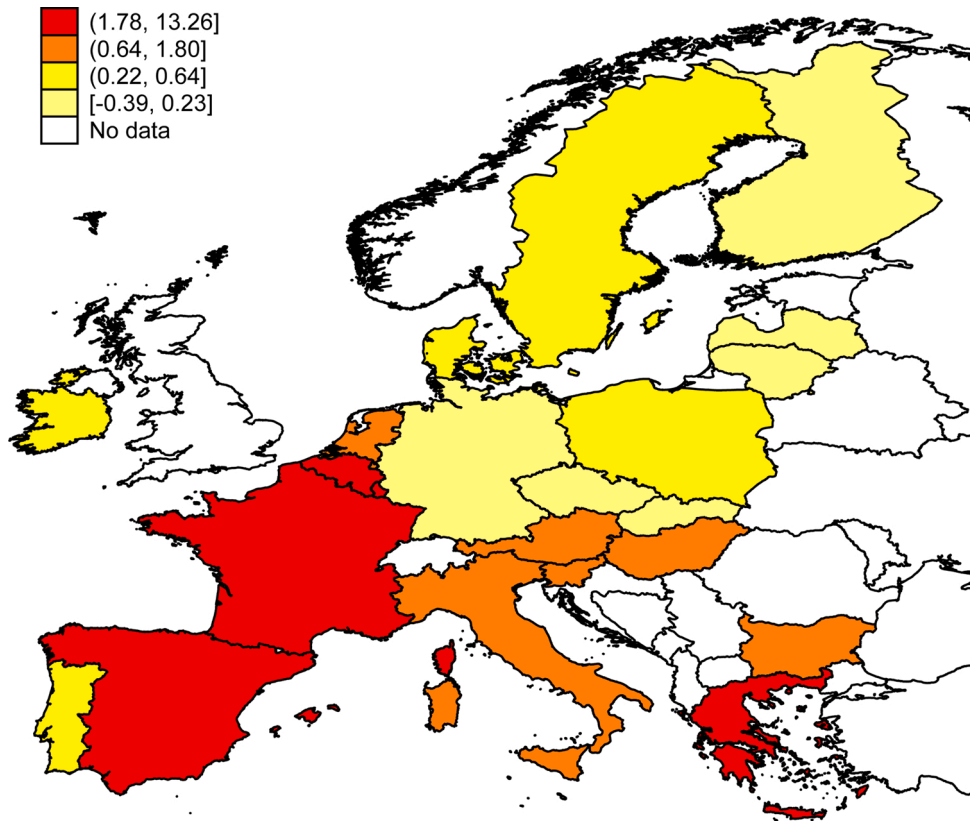 (1.78, 13.26]
(0.64, 1.80]
(0.22, 0.64]
[-0.39, 0.23]
No data